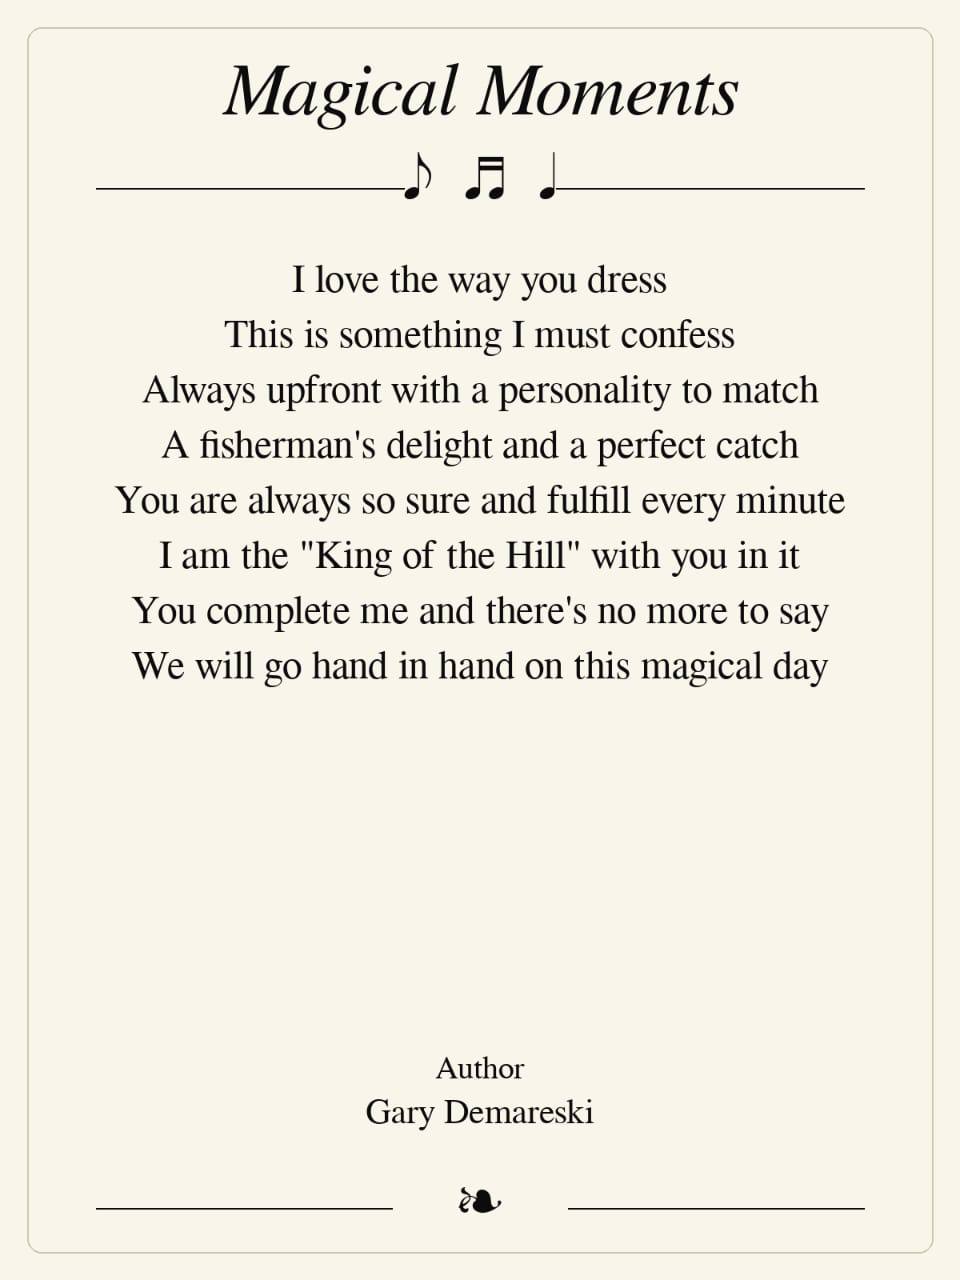 Magical Moments
I love the way you dress
This is something I must confess
Always upfront with a personality to match
A fisherman's delight and a perfect catch
You are always so sure and fulfill every minute
I am the "King of the Hill" with you in it
You complete me and there's no more to say
We will go hand in hand on this magical day
Author
Gary Demareski